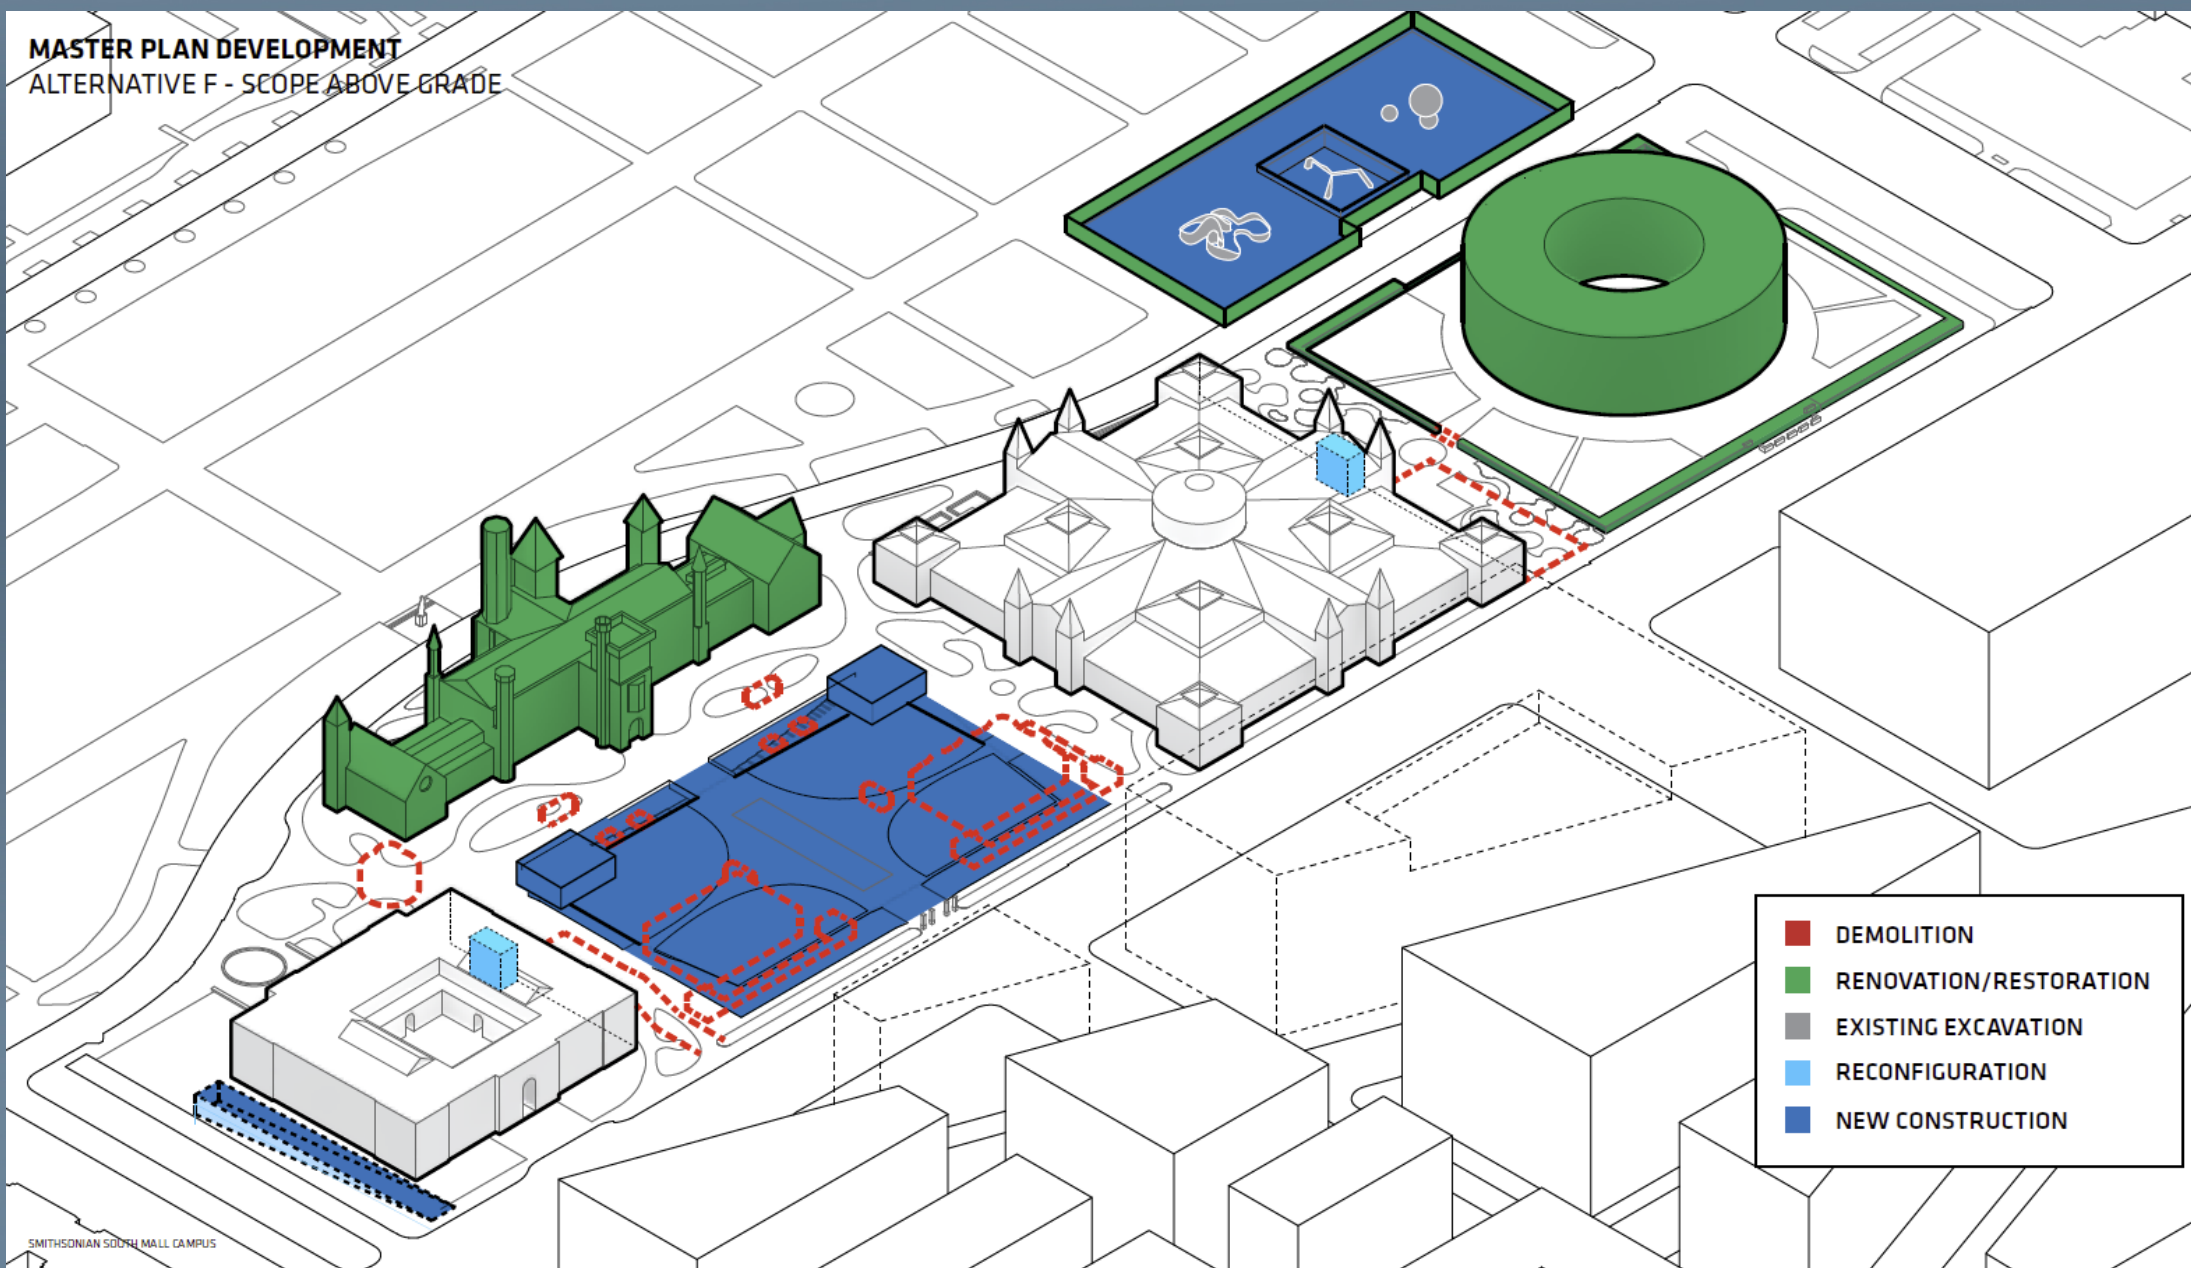 MASTER PLAN DEVELOPMENT
ALTERNATIVE F - SCOPE ABOVE GRADE
DEMOLITION
RENOVATION/RESTORATION
EXISTING EXCAVATION
RECONFIGURATION
NEW CONSTRUCTION
SMITHSONIAN SOUTH MALL CAMPUS